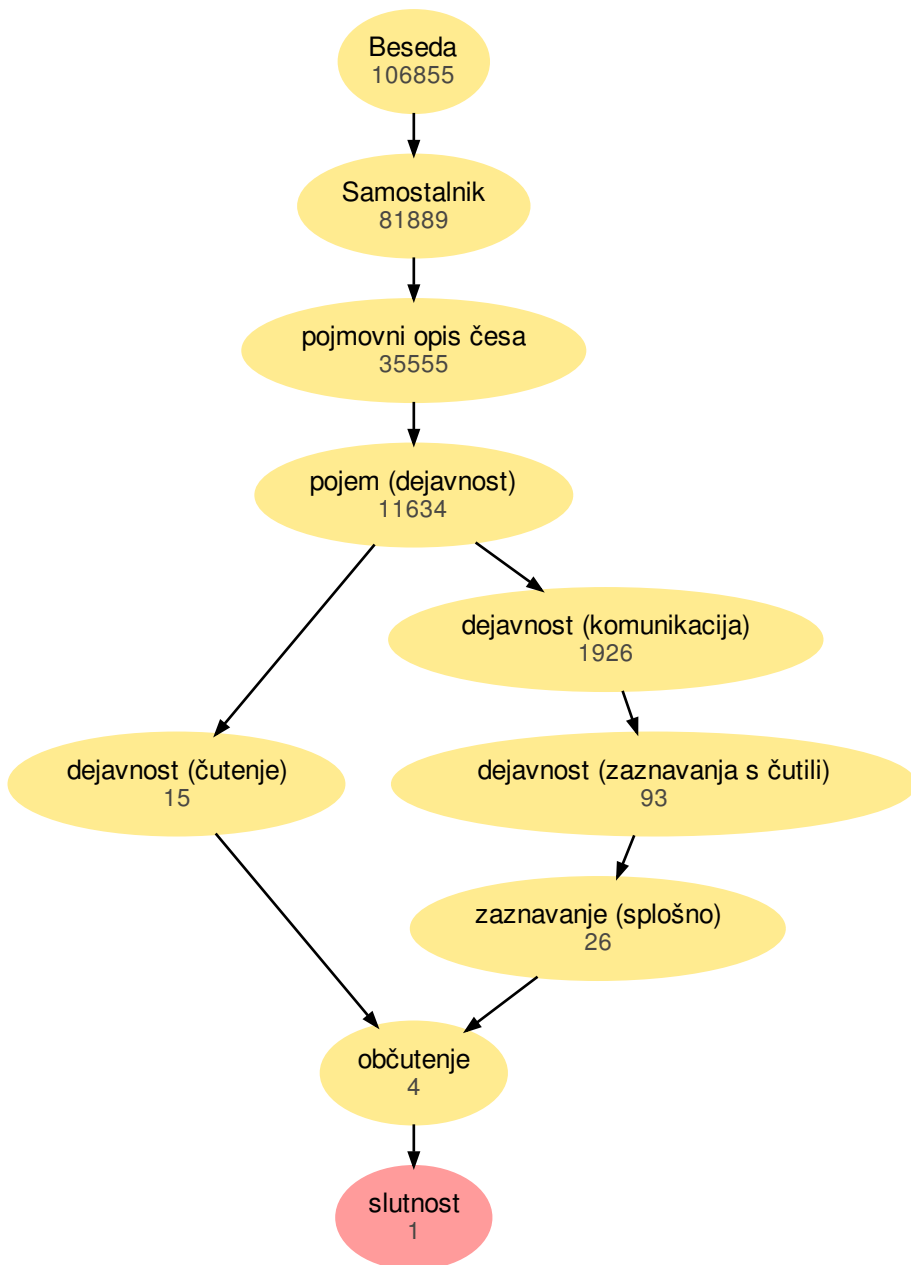 Beseda
106855
Samostalnik
81889
pojmovni opis česa
35555
pojem (dejavnost)
11634
dejavnost (komunikacija)
1926
dejavnost (čutenje)
15
dejavnost (zaznavanja s čutili)
93
zaznavanje (splošno)
26
občutenje
4
slutnost
1